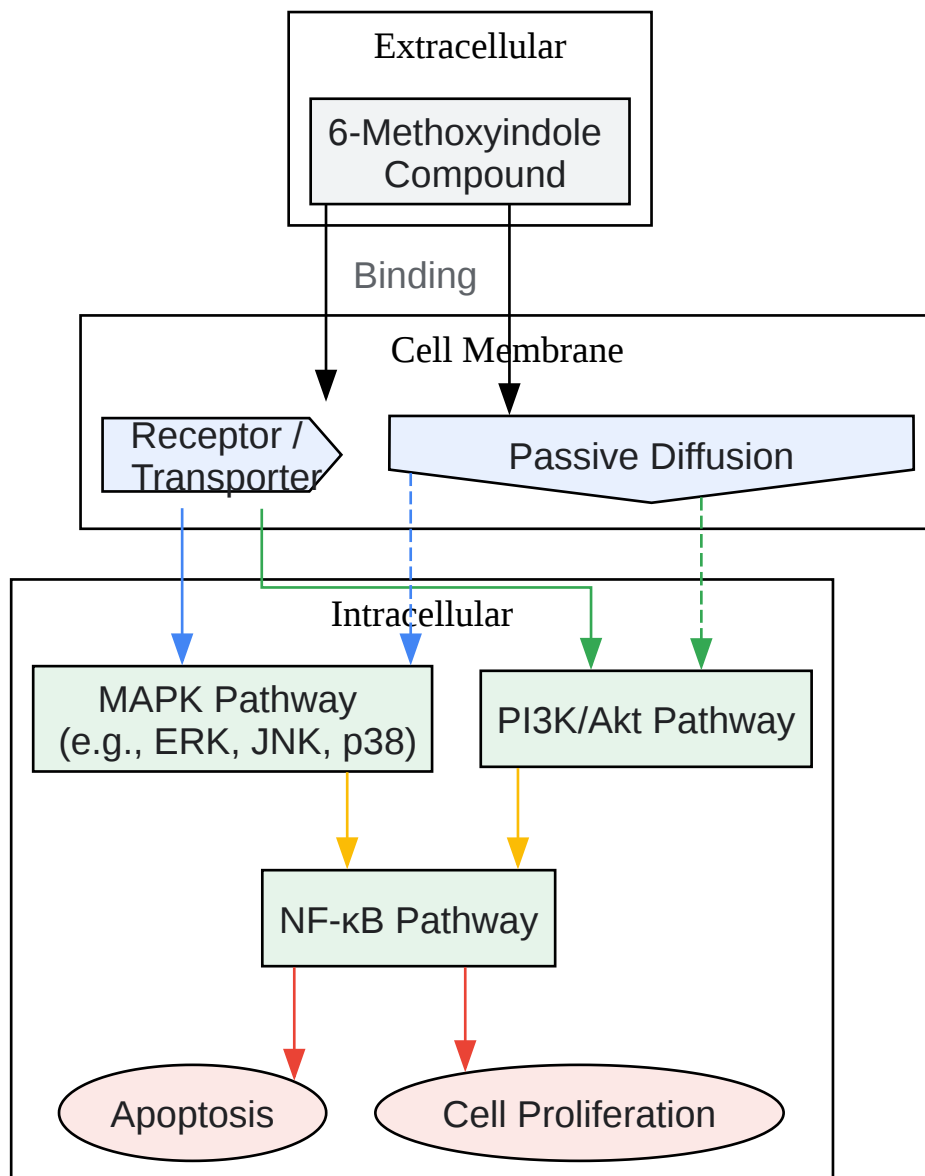 Extracellular
6-Methoxyindole
Compound
Binding
Cell Membrane
Receptor /
Transporter
Passive Diffusion
Intracellular
MAPK Pathway
(e.g., ERK, JNK, p38)
PI3K/Akt Pathway
NF-κB Pathway
Apoptosis
Cell Proliferation